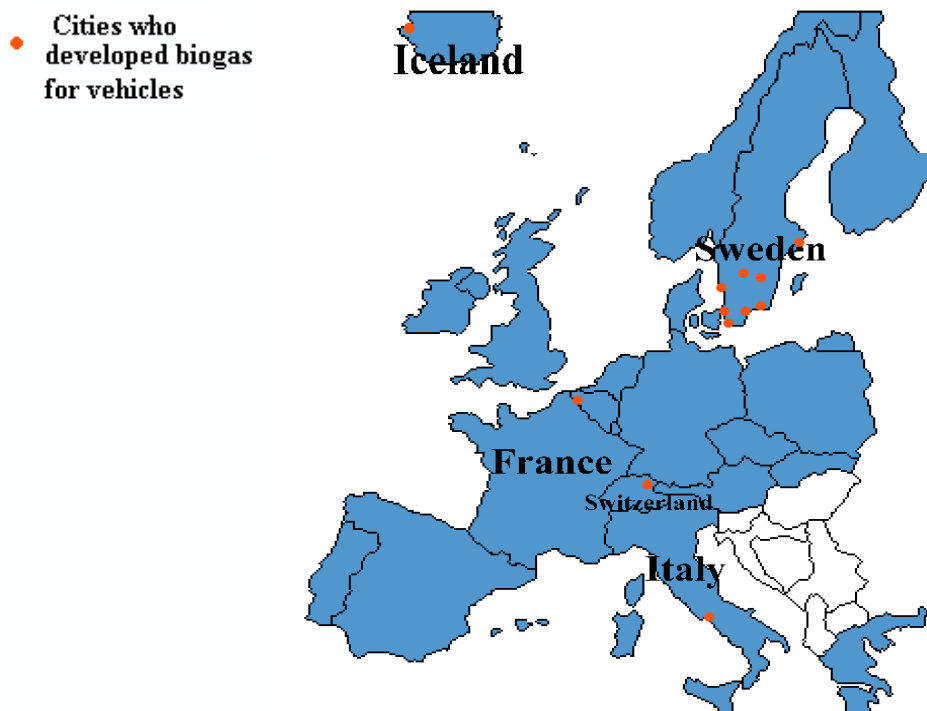 Cities who
developed biogas
for vehicles
Iceland
Sweden
France
Switzerland
Italy